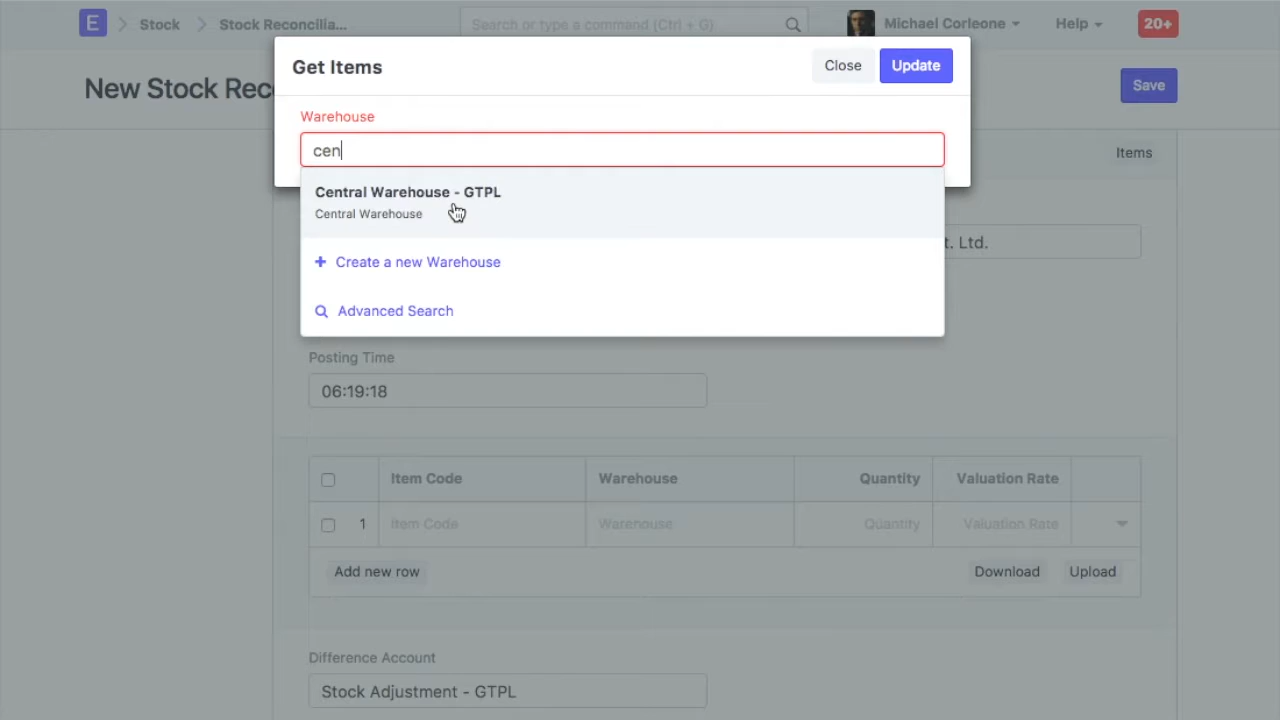 E Stock Stock Reconcilia... Search or type a command (Ctrl + G) Michael Corleone Help 20+
Get Items Close Update
New Stock Rec Save
Warehouse
cen
Items
Central Warehouse - GTPL
Central Warehouse
t. Ltd.
Create a new Warehouse
Advanced Search
Posting Time
06:19:18
Item Code Warehouse Quantity Valuation Rate
1 Item Code Warehouse Quantity Valuation Rate
Add new row Download Upload
Difference Account
Stock Adjustment - GTPL